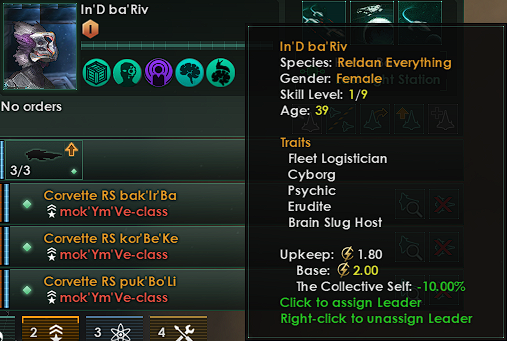 In'D ba'Riv
No orders
3/3
Corvette RS bak'Ir'Ba
mok'Ym'Ve-class
Corvette RS kor'Be'Ke
mok'Ym'Ve-class
Corvette RS puk'Bo'Li
mok'Ym'Ve-class
2
3
4
In'D ba'Riv
Species: Reldan Everything
Gender: Female
Skill Level: 1/9
Age: 39
Station
Traits
Fleet Logistician
Cyborg
Psychic
Erudite
Brain Slug Host
Upkeep: 1.80
Base: 2.00
The Collective Self: -10.00%
Click to assign Leader
Right-click to unassign Leader